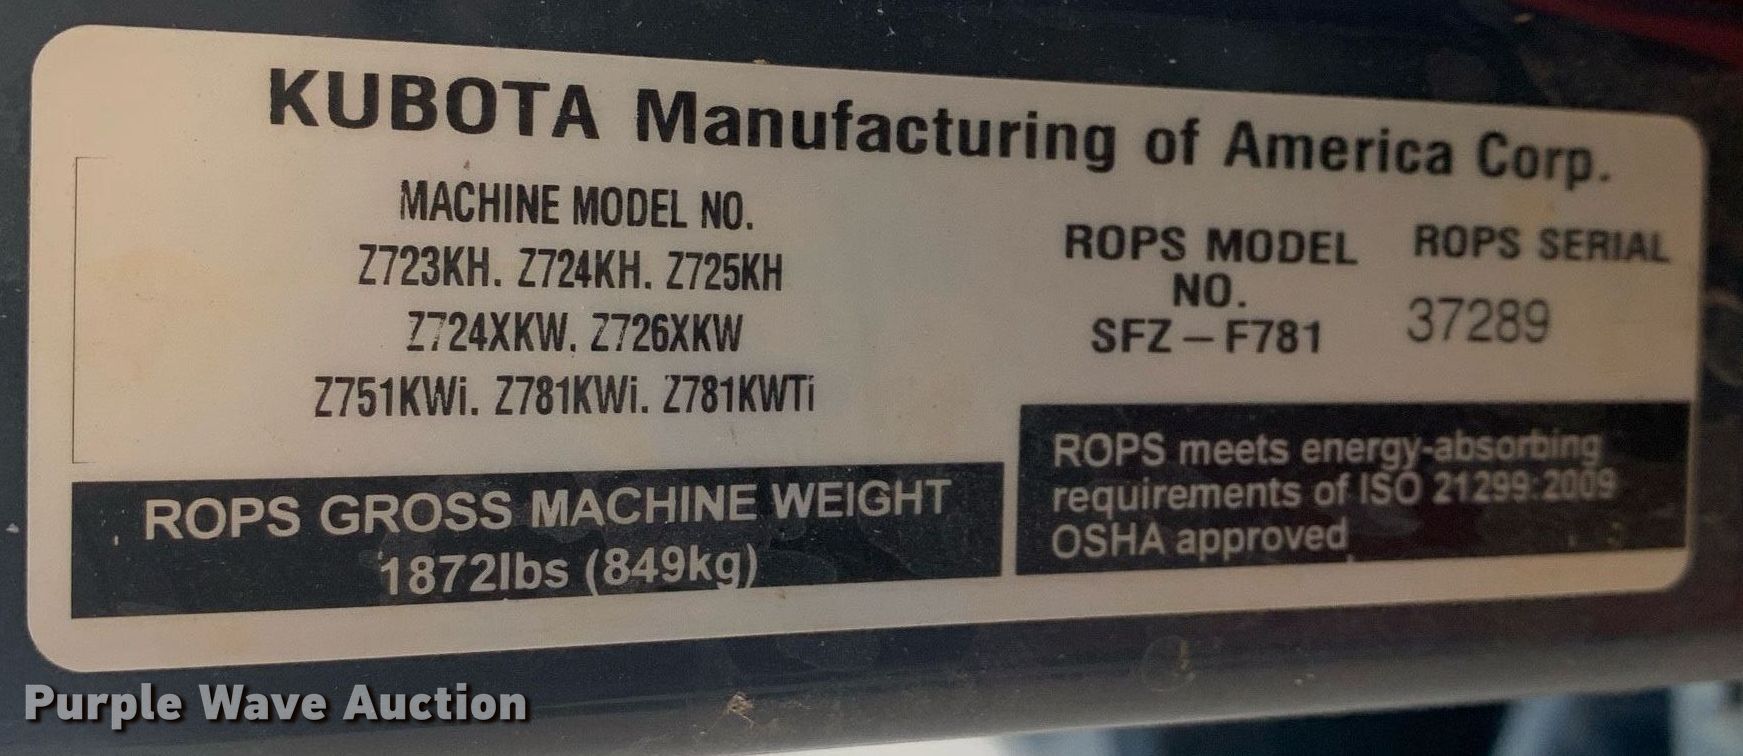 KUBOTA Manufacturing of America Corp.
MACHINE MODEL NO.
Z723KH. Z724KH. Z725KH
Z724XKW. Z726XKW
Z751KWi. Z781KWi. Z781KWTi
ROPS MODEL
NO.
SFZ-F781
ROPS SERIAL
37289
ROPS GROSS MACHINE WEIGHT
1872lbs (849kg)
ROPS meets energy-absorbing
requirements of ISO 21299:2009
OSHA approved
Purple Wave Auction